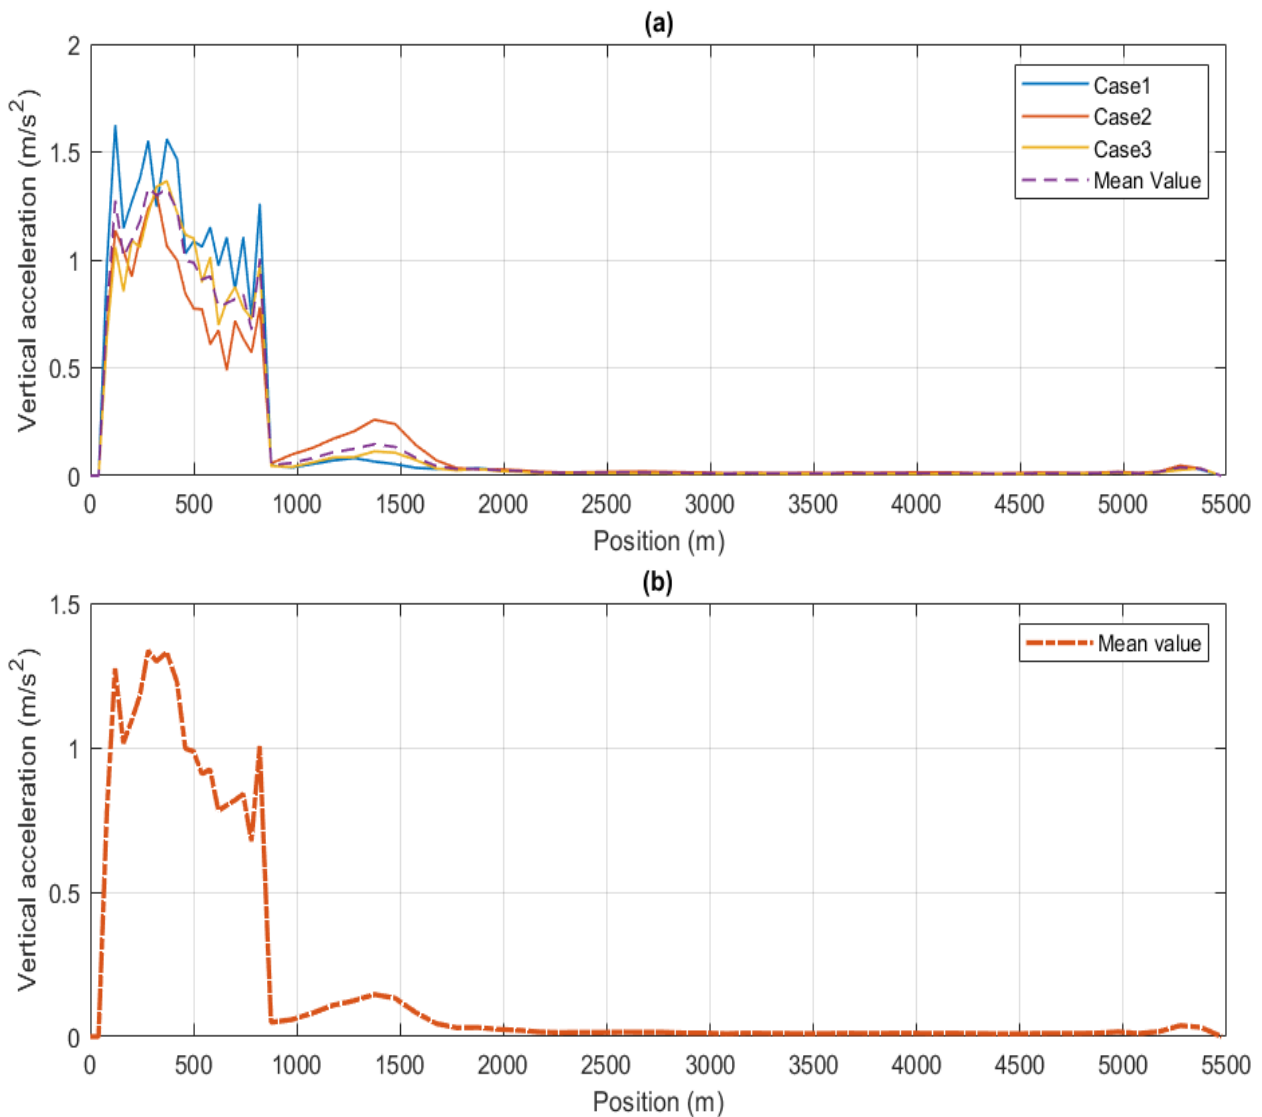 (a)
Vertical acceleration (m/s²)
2
1.5
1
0.5
0
Case1
Case2
Case3
Mean Value
0 500 1000 1500 2000 2500 3000 3500 4000 4500 5000 5500
Position (m)
(b)
Vertical acceleration (m/s²)
1.5
1
0.5
0
Mean value
0 500 1000 1500 2000 2500 3000 3500 4000 4500 5000 5500
Position (m)